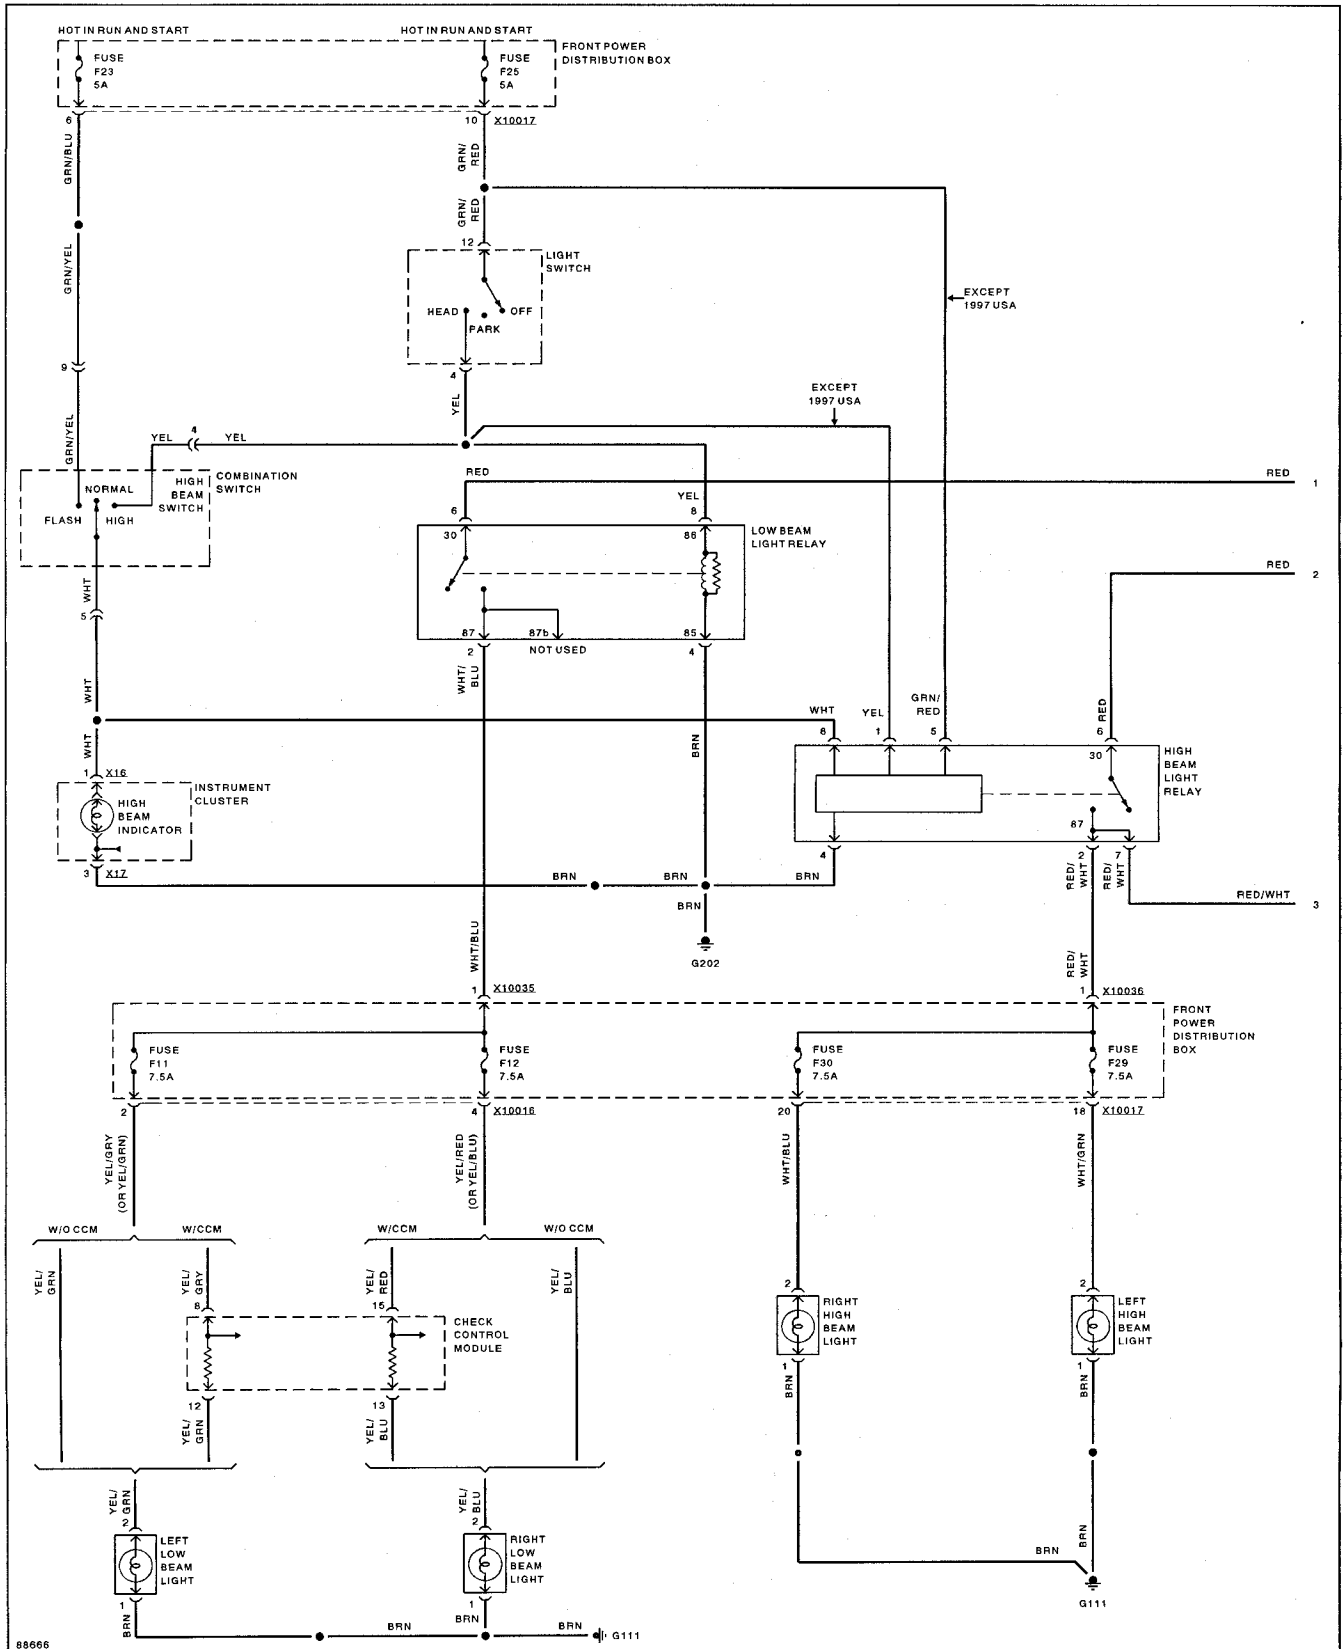 HOT IN RUN AND START
HOT IN RUN AND START
FUSE
F23
5A
FUSE
F25
5A
FRONT POWER
DISTRIBUTION BOX
6
10
X10017
GRN/BLU
GRN/
RED
GRN/
RED
12
GRN/YEL
LIGHT
SWITCH
HEAD
OFF
PARK
EXCEPT
1997 USA
9
4
YEL
EXCEPT
1997 USA
GRN/YEL
YEL
4
YEL
RED
RED
1
COMBINATION
SWITCH
HIGH
BEAM
SWITCH
NORMAL
FLASH
HIGH
6
YEL
8
30
86
LOW BEAM
LIGHT RELAY
RED
2
WHT
5
87
87b
85
2
NOT USED
4
WHT/
BLU
WHT
WHT
YEL
GRN/
RED
RED
8
1
5
6
WHT
BRN
30
HIGH
BEAM
LIGHT
RELAY
1
X16
INSTRUMENT
CLUSTER
HIGH
BEAM
INDICATOR
87
4
2
7
3
X17
BRN
BRN
BRN
RED/
WHT
RED/
WHT
RED/WHT
3
BRN
G202
WHT/BLU
RED/
WHT
1
X10035
1
X10036
FRONT
POWER
DISTRIBUTION
BOX
FUSE
F11
7.5A
FUSE
F12
7.5A
FUSE
F30
7.5A
FUSE
F29
7.5A
2
4
X10016
20
18
X10017
YEL/GRY
(OR YEL/GRN)
YEL/RED
(OR YEL/BLU)
WHT/BLU
WHT/GRN
W/O CCM
W/CCM
W/CCM
W/O CCM
YEL/
GRN
YEL/
GRY
YEL/
RED
YEL/
BLU
8
15
CHECK
CONTROL
MODULE
2
RIGHT
HIGH
BEAM
LIGHT
2
LEFT
HIGH
BEAM
LIGHT
1
1
BRN
BRN
12
13
YEL/
GRN
YEL/
BLU
YEL/
GRN
YEL/
BLU
2
2
LEFT
LOW
BEAM
LIGHT
RIGHT
LOW
BEAM
LIGHT
BRN
BRN
G111
1
1
BRN
BRN
BRN
BRN
G111
88666